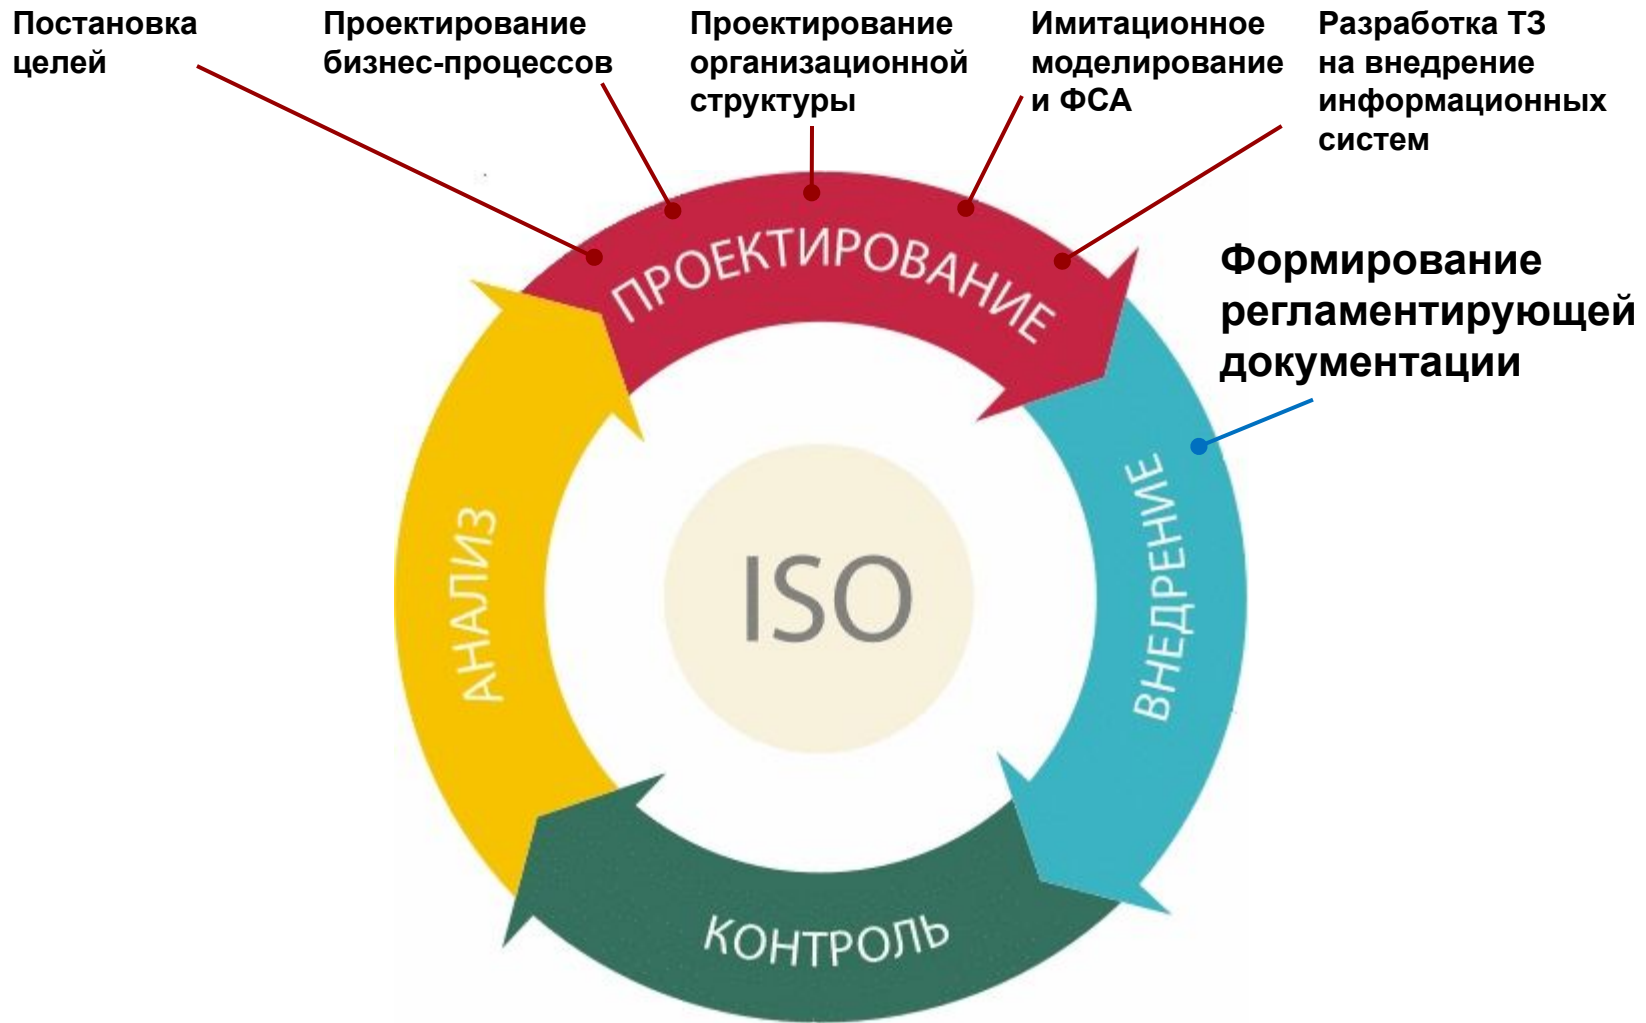 Постановка
целей
Проектирование
бизнес-процессов
Проектирование
организационной
структуры
Имитационное
моделирование
и ФСА
Разработка ТЗ
на внедрение
информационных
систем
ПРОЕКТИРОВАНИЕ
Формирование
регламентирующей
документации
ВНЕДРЕНИЕ
КОНТРОЛЬ
АНАЛИЗ
ISO